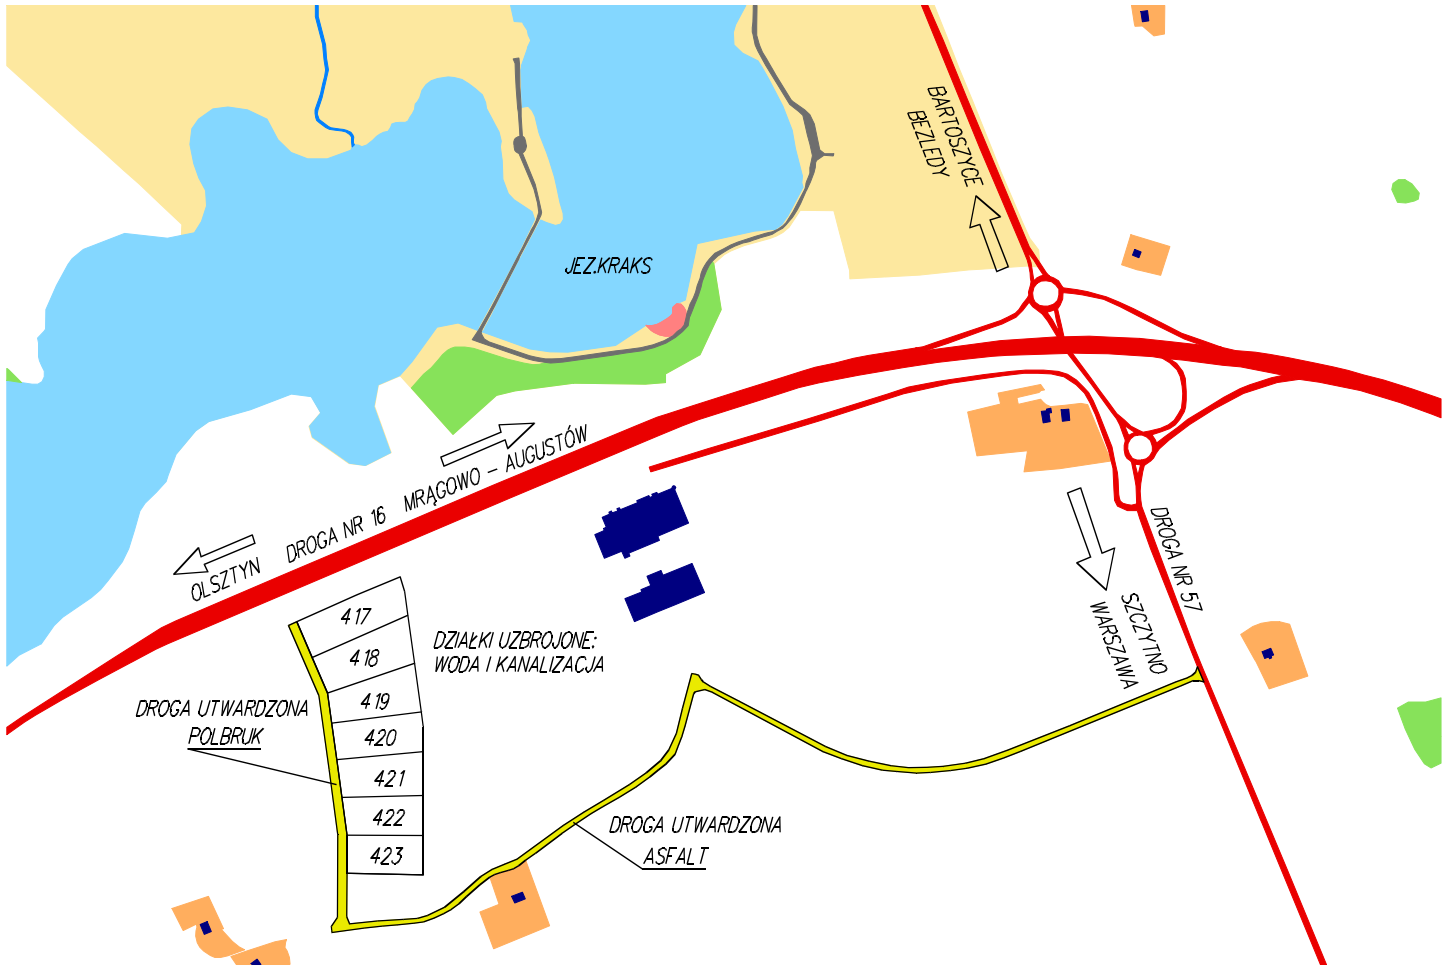 BARTOSZYCE
BEZLEDY
JEZ.KRAKS
DROGA NR 16 MRĄGOWO – AUGUSTÓW
OLSZTYN
DROGA NR 57
SZCZYTNO
WARSZAWA
417
418
419
420
421
422
423
DZIAŁKI UZBROJONE:
WODA I KANALIZACJA
DROGA UTWARDZONA
POLBRUK
DROGA UTWARDZONA
ASFALT